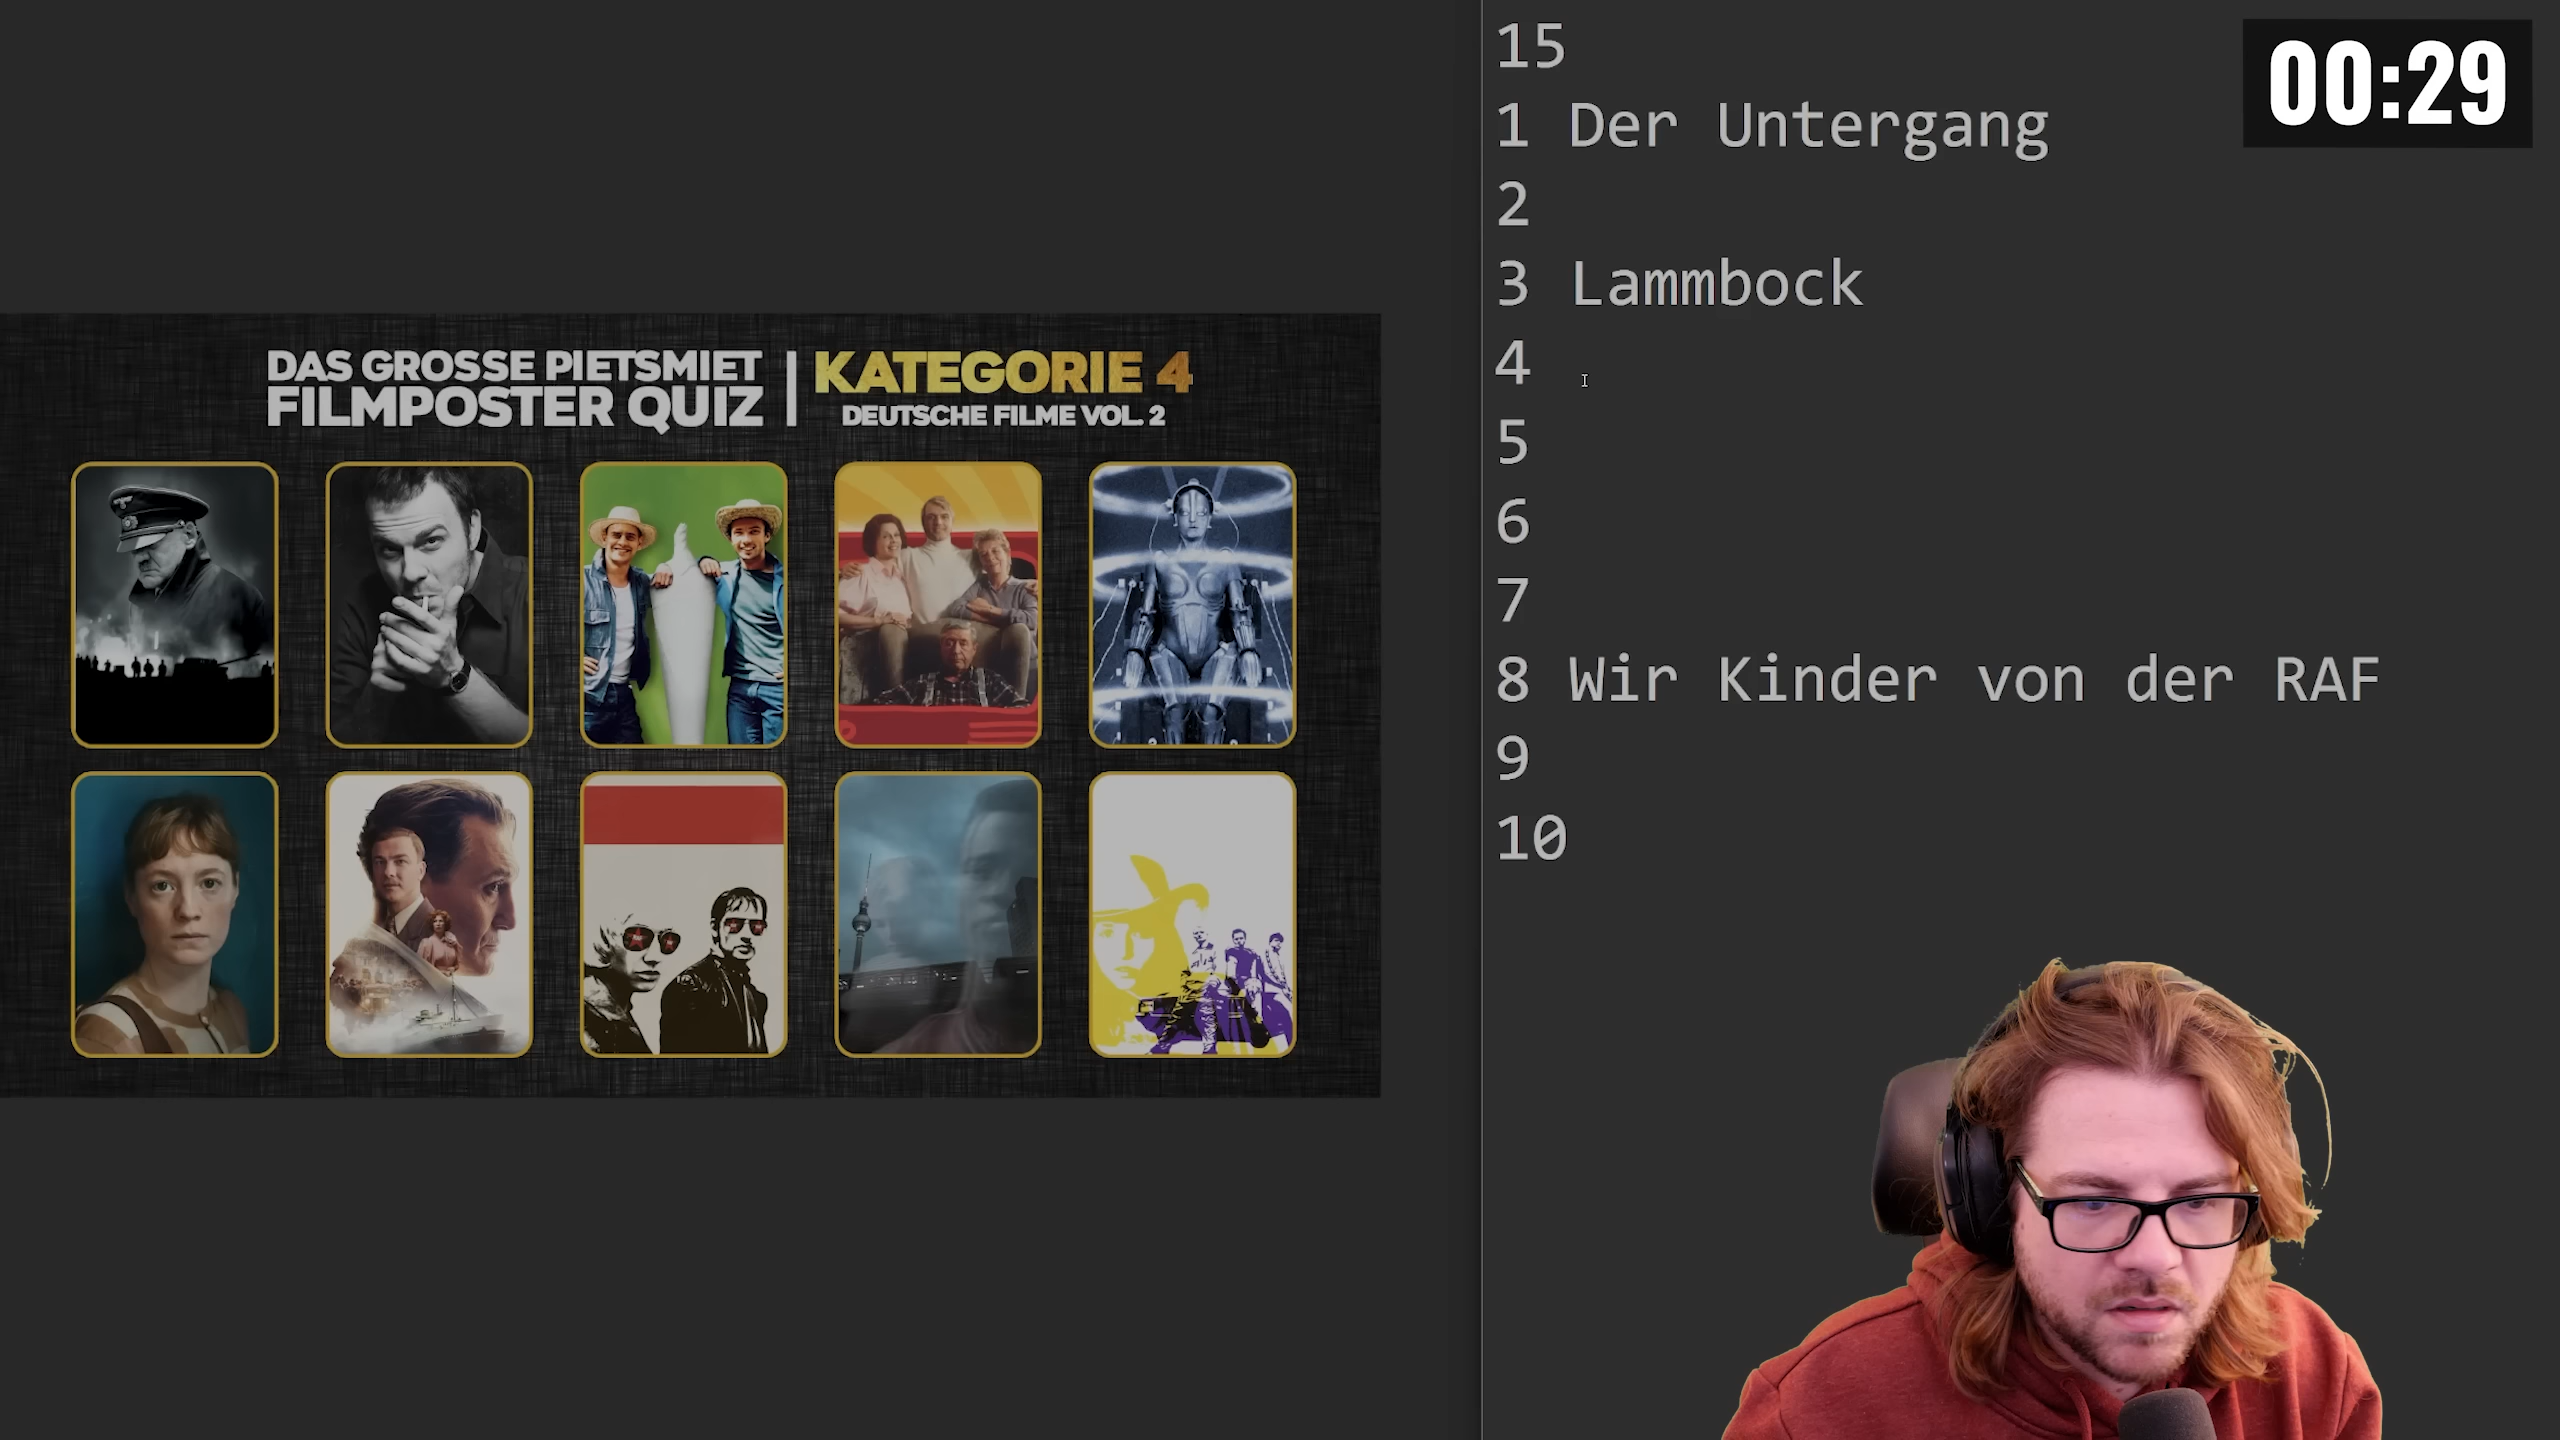 DAS GROSSE PIETSMIET
FILMPOSTER QUIZ
KATEGORIE 4
DEUTSCHE FILME VOL. 2
15
1 Der Untergang
2
3 Lammbock
4
5
6
7
8 Wir Kinder von der RAF
9
10
00:29